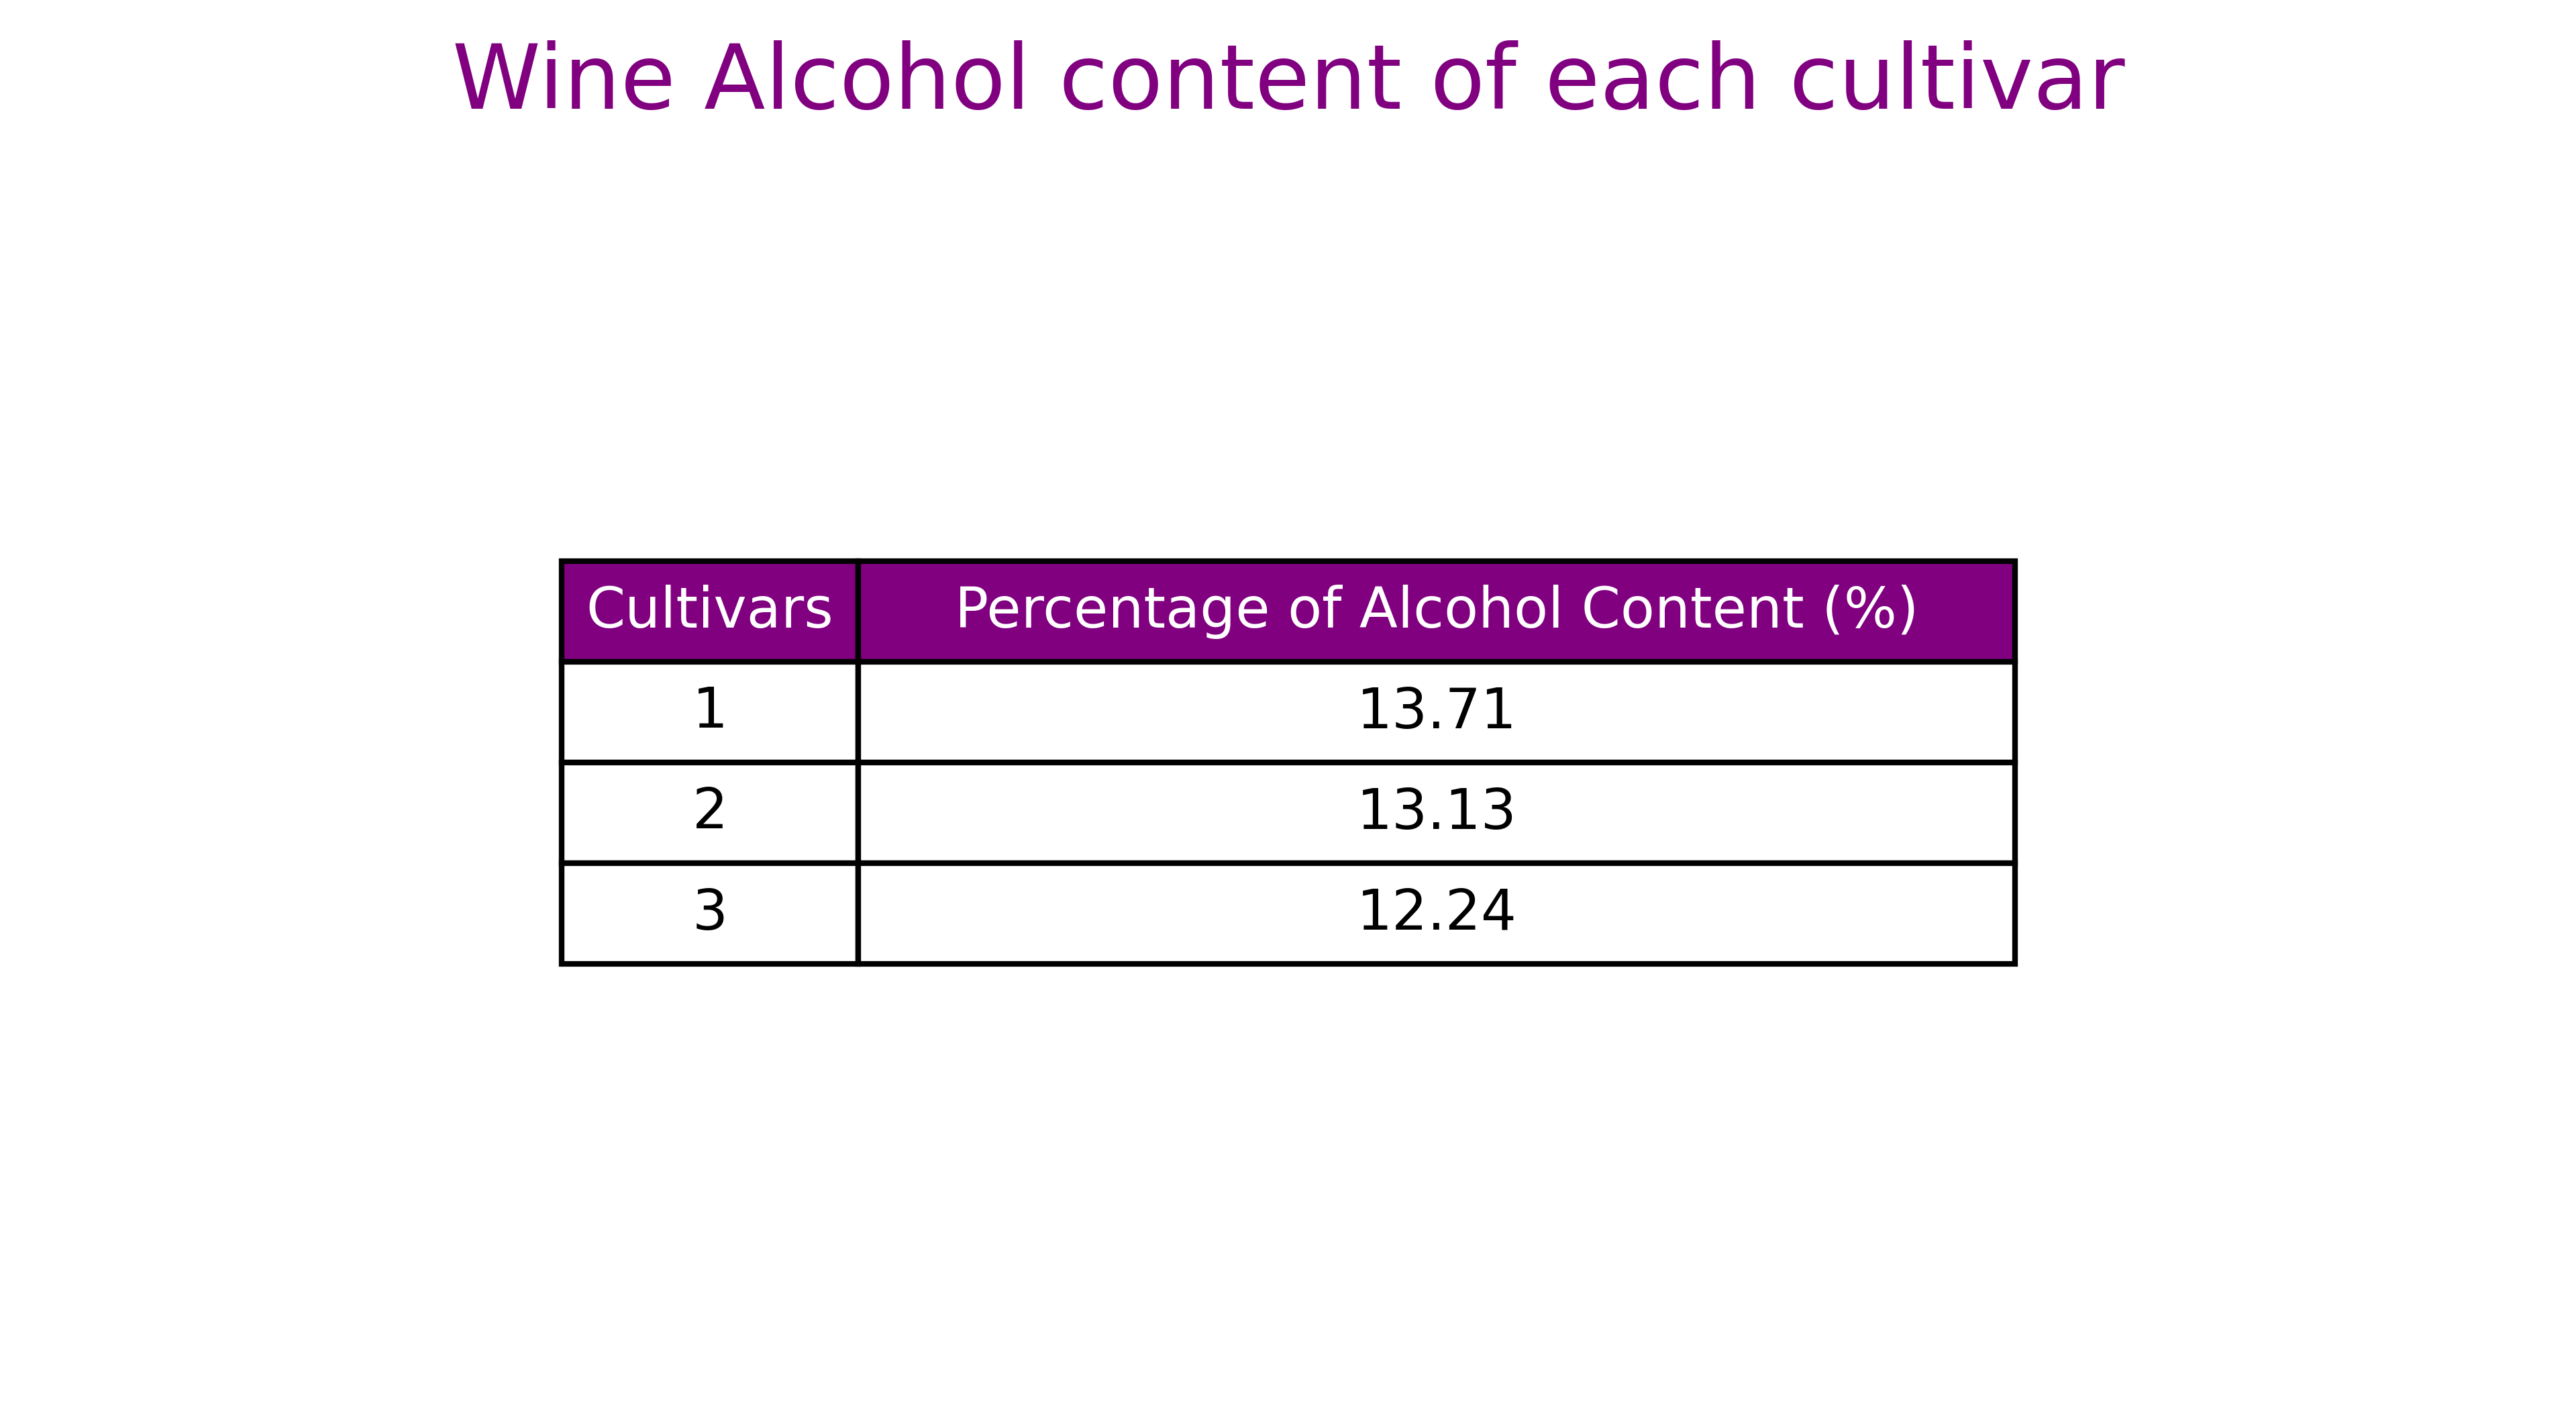 Wine Alcohol content of each cultivar
Cultivars Percentage of Alcohol Content (%)
1 13.71
2 13.13
3 12.24